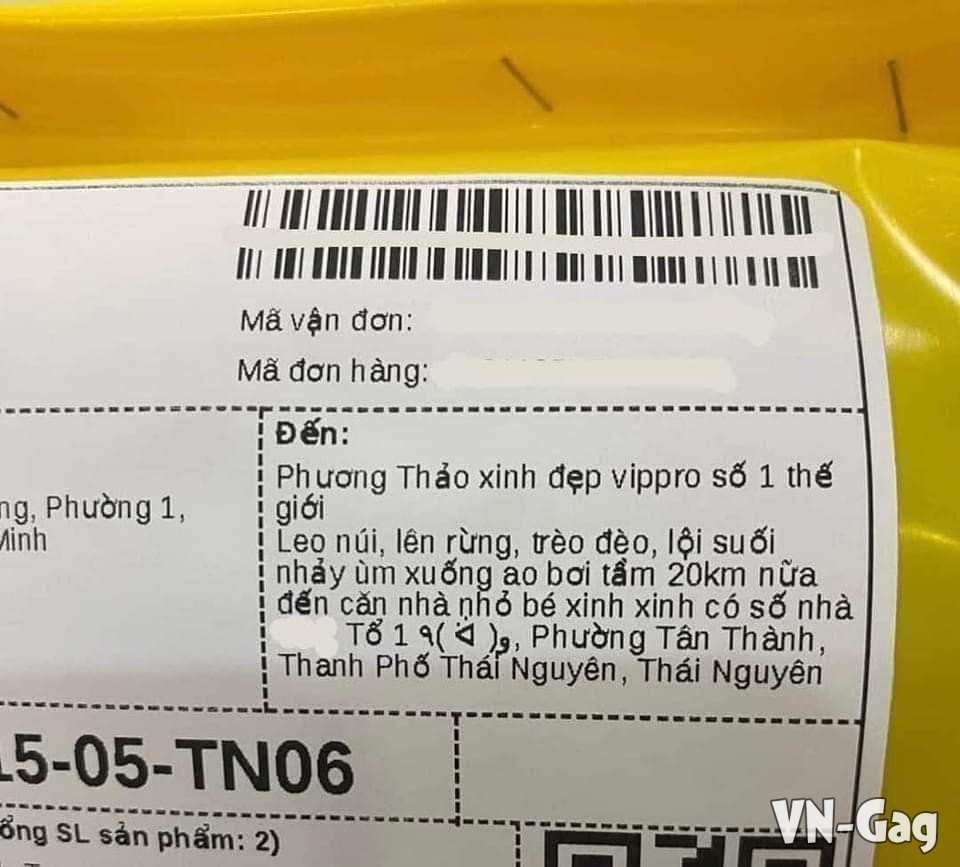 Mã vận đơn:
Mã đơn hàng:
Đến:
Phương Thảo xinh đẹp vippro số 1 thế
giới
Leo núi, lên rừng, trèo đèo, lội suối
nhảy ùm xuống ao bơi tầm 20km nữa
đến căn nhà nhỏ bé xinh xinh có số nhà
Tổ 1 ٩(ᐛ)و, Phường Tân Thành,
Thanh Phố Thái Nguyên, Thái Nguyên
ng, Phường 1,
Minh
15-05-TN06
ổng SL sản phẩm: 2)
VN-Gag